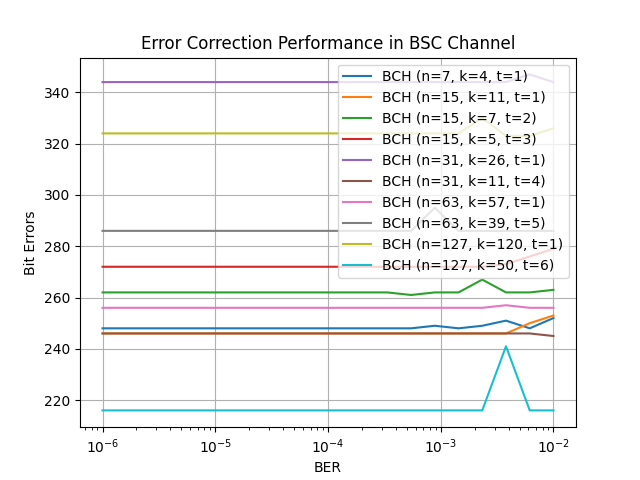 Error Correction Performance in BSC Channel
BCH (n=7, k=4, t=1)
BCH (n=15, k=11, t=1)
BCH (n=15, k=7, t=2)
BCH (n=15, k=5, t=3)
BCH (n=31, k=26, t=1)
BCH (n=31, k=11, t=4)
BCH (n=63, k=57, t=1)
BCH (n=63, k=39, t=5)
BCH (n=127, k=120, t=1)
BCH (n=127, k=50, t=6)
Bit Errors
340
320
300
280
260
240
220
10⁻⁶ 10⁻⁵ 10⁻⁴ 10⁻³ 10⁻²
BER